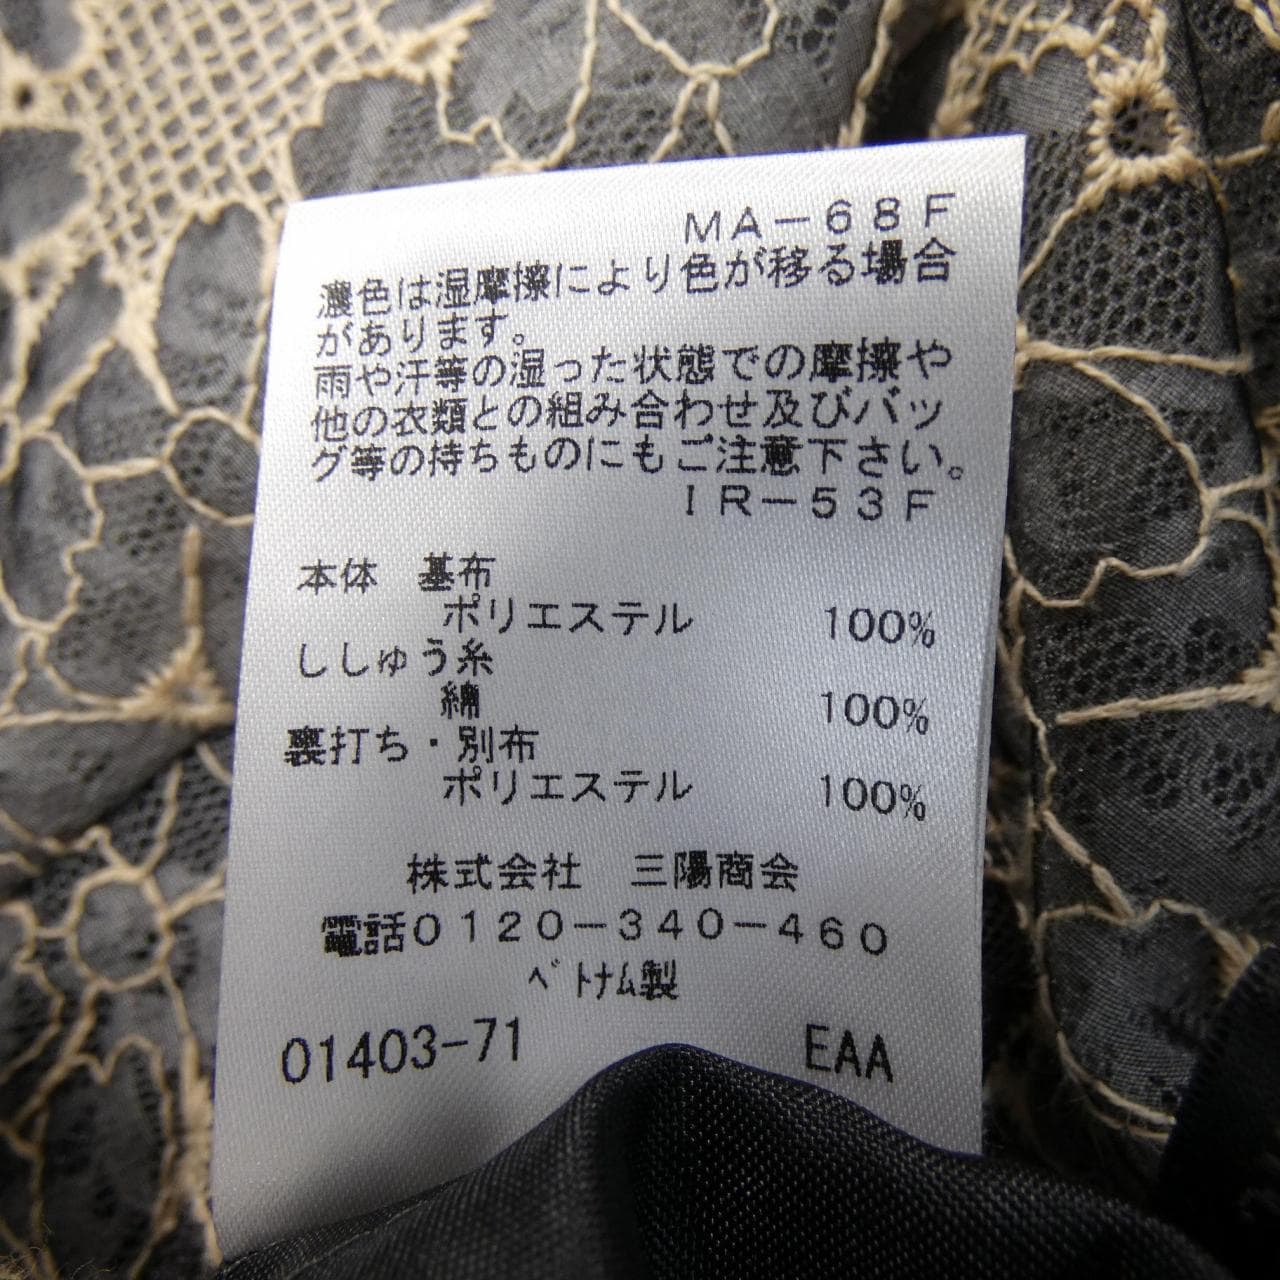 MA－68F
濃色は湿摩擦により色が移る場合
があります。
雨や汗等の湿った状態での摩擦や
他の衣類との組み合わせ及びバッ
グ等の持ちものにもご注意下さい。
IR－53F
本体　基布
ポリエステル　100%
ししゅう糸
綿　100%
裏打ち・別布
ポリエステル　100%
株式会社　三陽商会
電話0120－340－460
ﾍﾞﾄﾅﾑ製
01403-71　EAA